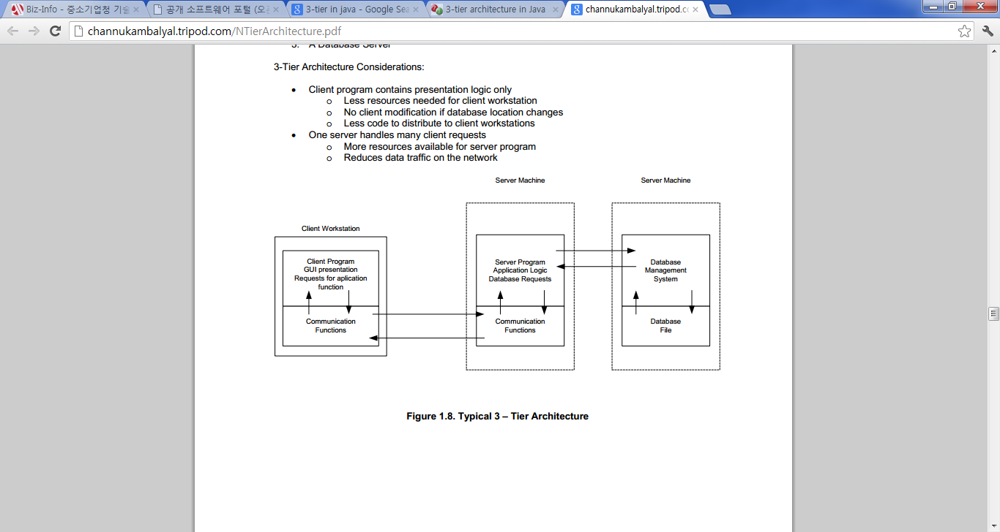 Biz-Info - 중소기업청 기술
공개 소프트웨어 포털 (오픈
3-tier in java - Google Sea
3-tier architecture in Java
channukambalyal.tripod.co
channukambalyal.tripod.com/NTierArchitecture.pdf
3. A Database Server
3-Tier Architecture Considerations:
• Client program contains presentation logic only
o Less resources needed for client workstation
o No client modification if database location changes
o Less code to distribute to client workstations
• One server handles many client requests
o More resources available for server program
o Reduces data traffic on the network
Server Machine
Server Machine
Client Workstation
Client Program
GUI presentation
Requests for aplication
function
Communication
Functions
Server Program
Application Logic
Database Requests
Communication
Functions
Database
Management
System
Database
File
Figure 1.8. Typical 3 – Tier Architecture